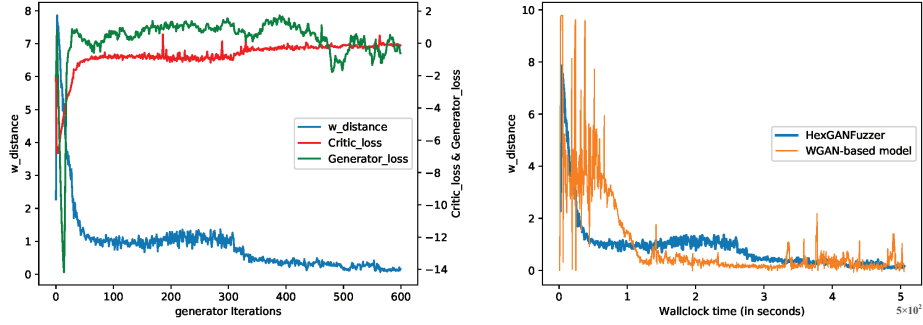 8
7
6
5
4
3
2
1
0
w_distance
2
0
−2
−4
−6
−8
−10
−12
−14
Critic_loss & Generator_loss
w_distance
Critic_loss
Generator_loss
0 100 200 300 400 500 600
generator Iterations
10
8
6
4
2
0
w_distance
HexGANFuzzer
WGAN-based model
0 1 2 3 4 5
Wallclock time (in seconds)
5×10²